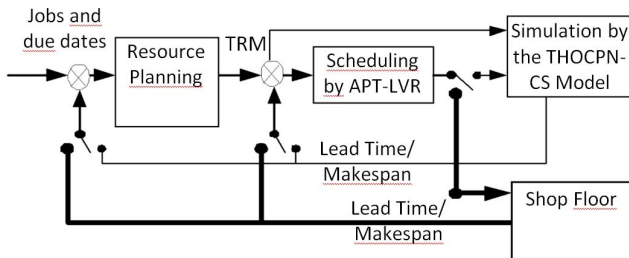 Jobs and
due dates
Resource
Planning
TRM
Scheduling
by APT-LVR
Simulation by
the THOCPN-
CS Model
Lead Time/
Makespan
Lead Time/
Makespan
Shop Floor